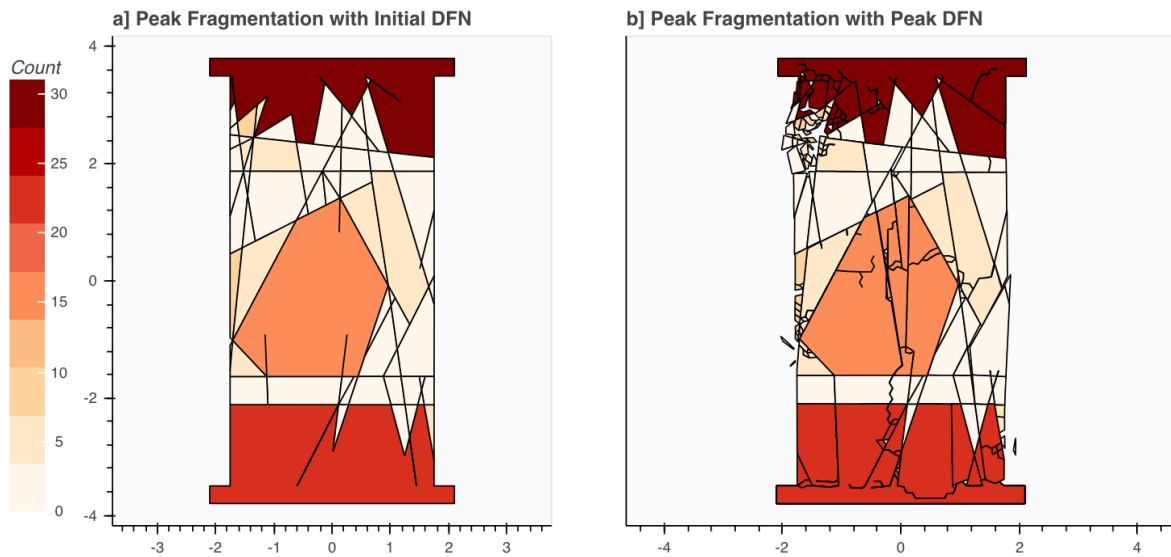 a] Peak Fragmentation with Initial DFN
b] Peak Fragmentation with Peak DFN
Count
30
25
20
15
10
5
0
4
2
0
-2
-4
-3 -2 -1 0 1 2 3
-4 -2 0 2 4